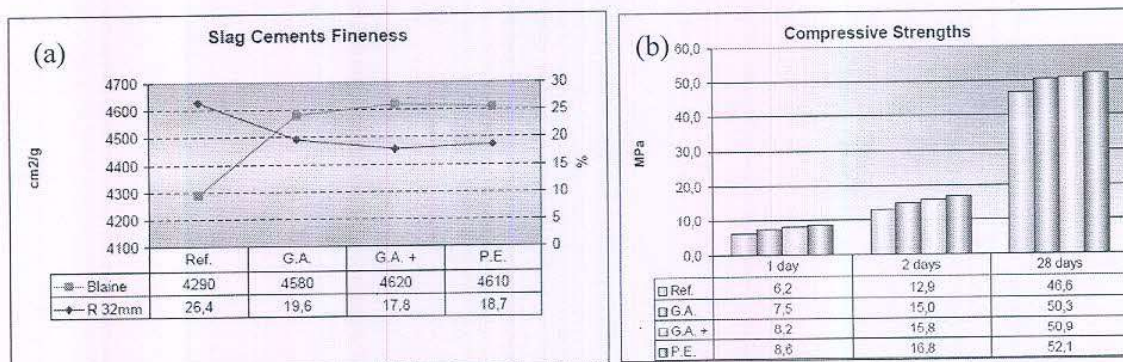 (a)
Slag Cements Fineness
4700
4600
4500
4400
4300
4200
4100
cm2/g
30
25
20
15
10
5
0
%
Ref. G.A. G.A. + P.E.
Blaine 4290 4580 4620 4610
R 32mm 26,4 19,6 17,8 18,7
(b)
Compressive Strengths
60,0
50,0
40,0
30,0
20,0
10,0
0,0
MPa
1 day 2 days 28 days
Ref. 6,2 12,9 46,6
G.A. 7,5 15,0 50,3
G.A. + 8,2 15,8 50,9
P.E. 8,6 16,8 52,1